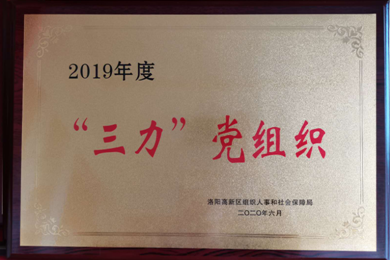 2019年度
“三力”党组织
洛阳高新区组织人事和社会保障局
二〇二〇年六月